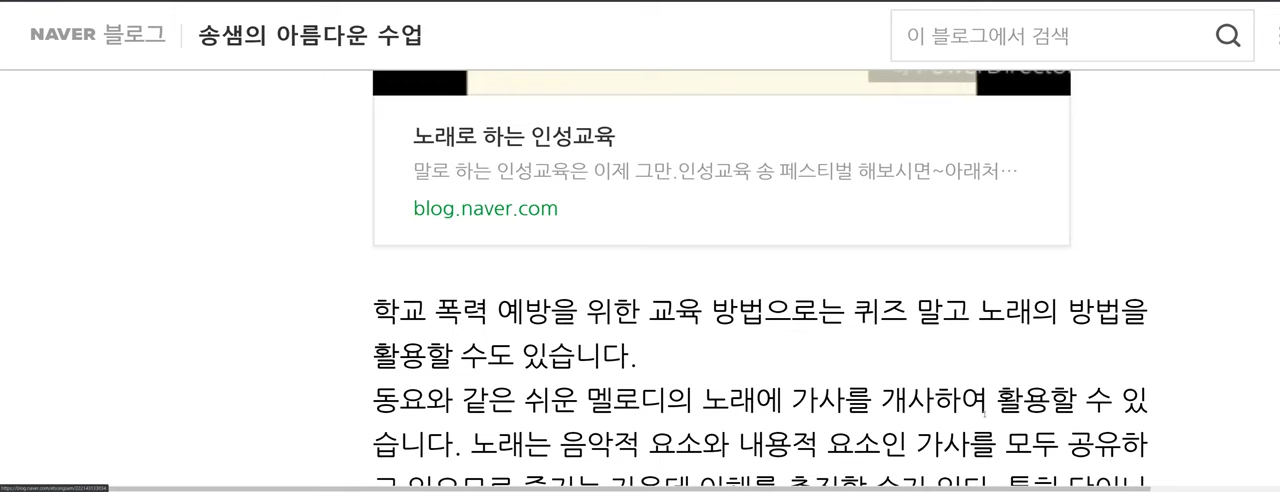 NAVER 블로그 송샘의 아름다운 수업 이 블로그에서 검색
노래로 하는 인성교육
말로 하는 인성교육은 이제 그만.인성교육 송 페스티벌 해보시면~아래처…
blog.naver.com
학교 폭력 예방을 위한 교육 방법으로는 퀴즈 말고 노래의 방법을
활용할 수도 있습니다.
동요와 같은 쉬운 멜로디의 노래에 가사를 개사하여 활용할 수 있
습니다. 노래는 음악적 요소와 내용적 요소인 가사를 모두 공유하